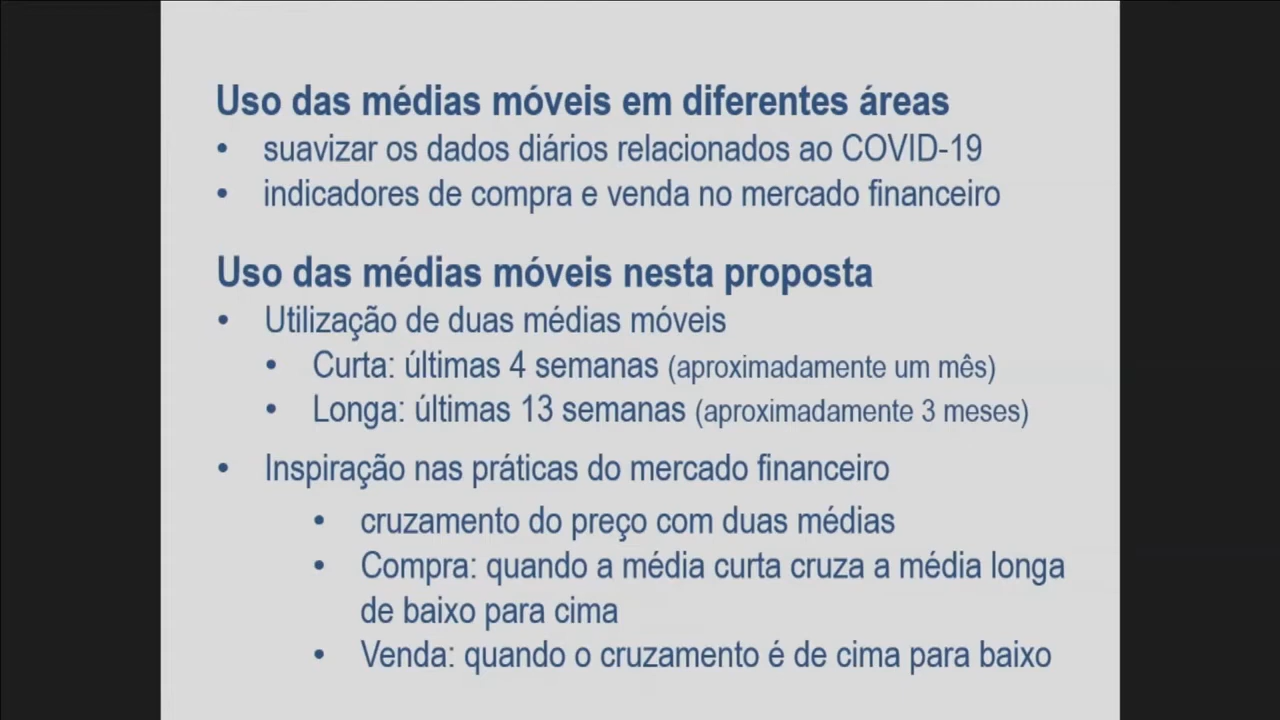 Uso das médias móveis em diferentes áreas
• suavizar os dados diários relacionados ao COVID-19
• indicadores de compra e venda no mercado financeiro
Uso das médias móveis nesta proposta
• Utilização de duas médias móveis
• Curta: últimas 4 semanas (aproximadamente um mês)
• Longa: últimas 13 semanas (aproximadamente 3 meses)
• Inspiração nas práticas do mercado financeiro
• cruzamento do preço com duas médias
• Compra: quando a média curta cruza a média longa
de baixo para cima
• Venda: quando o cruzamento é de cima para baixo